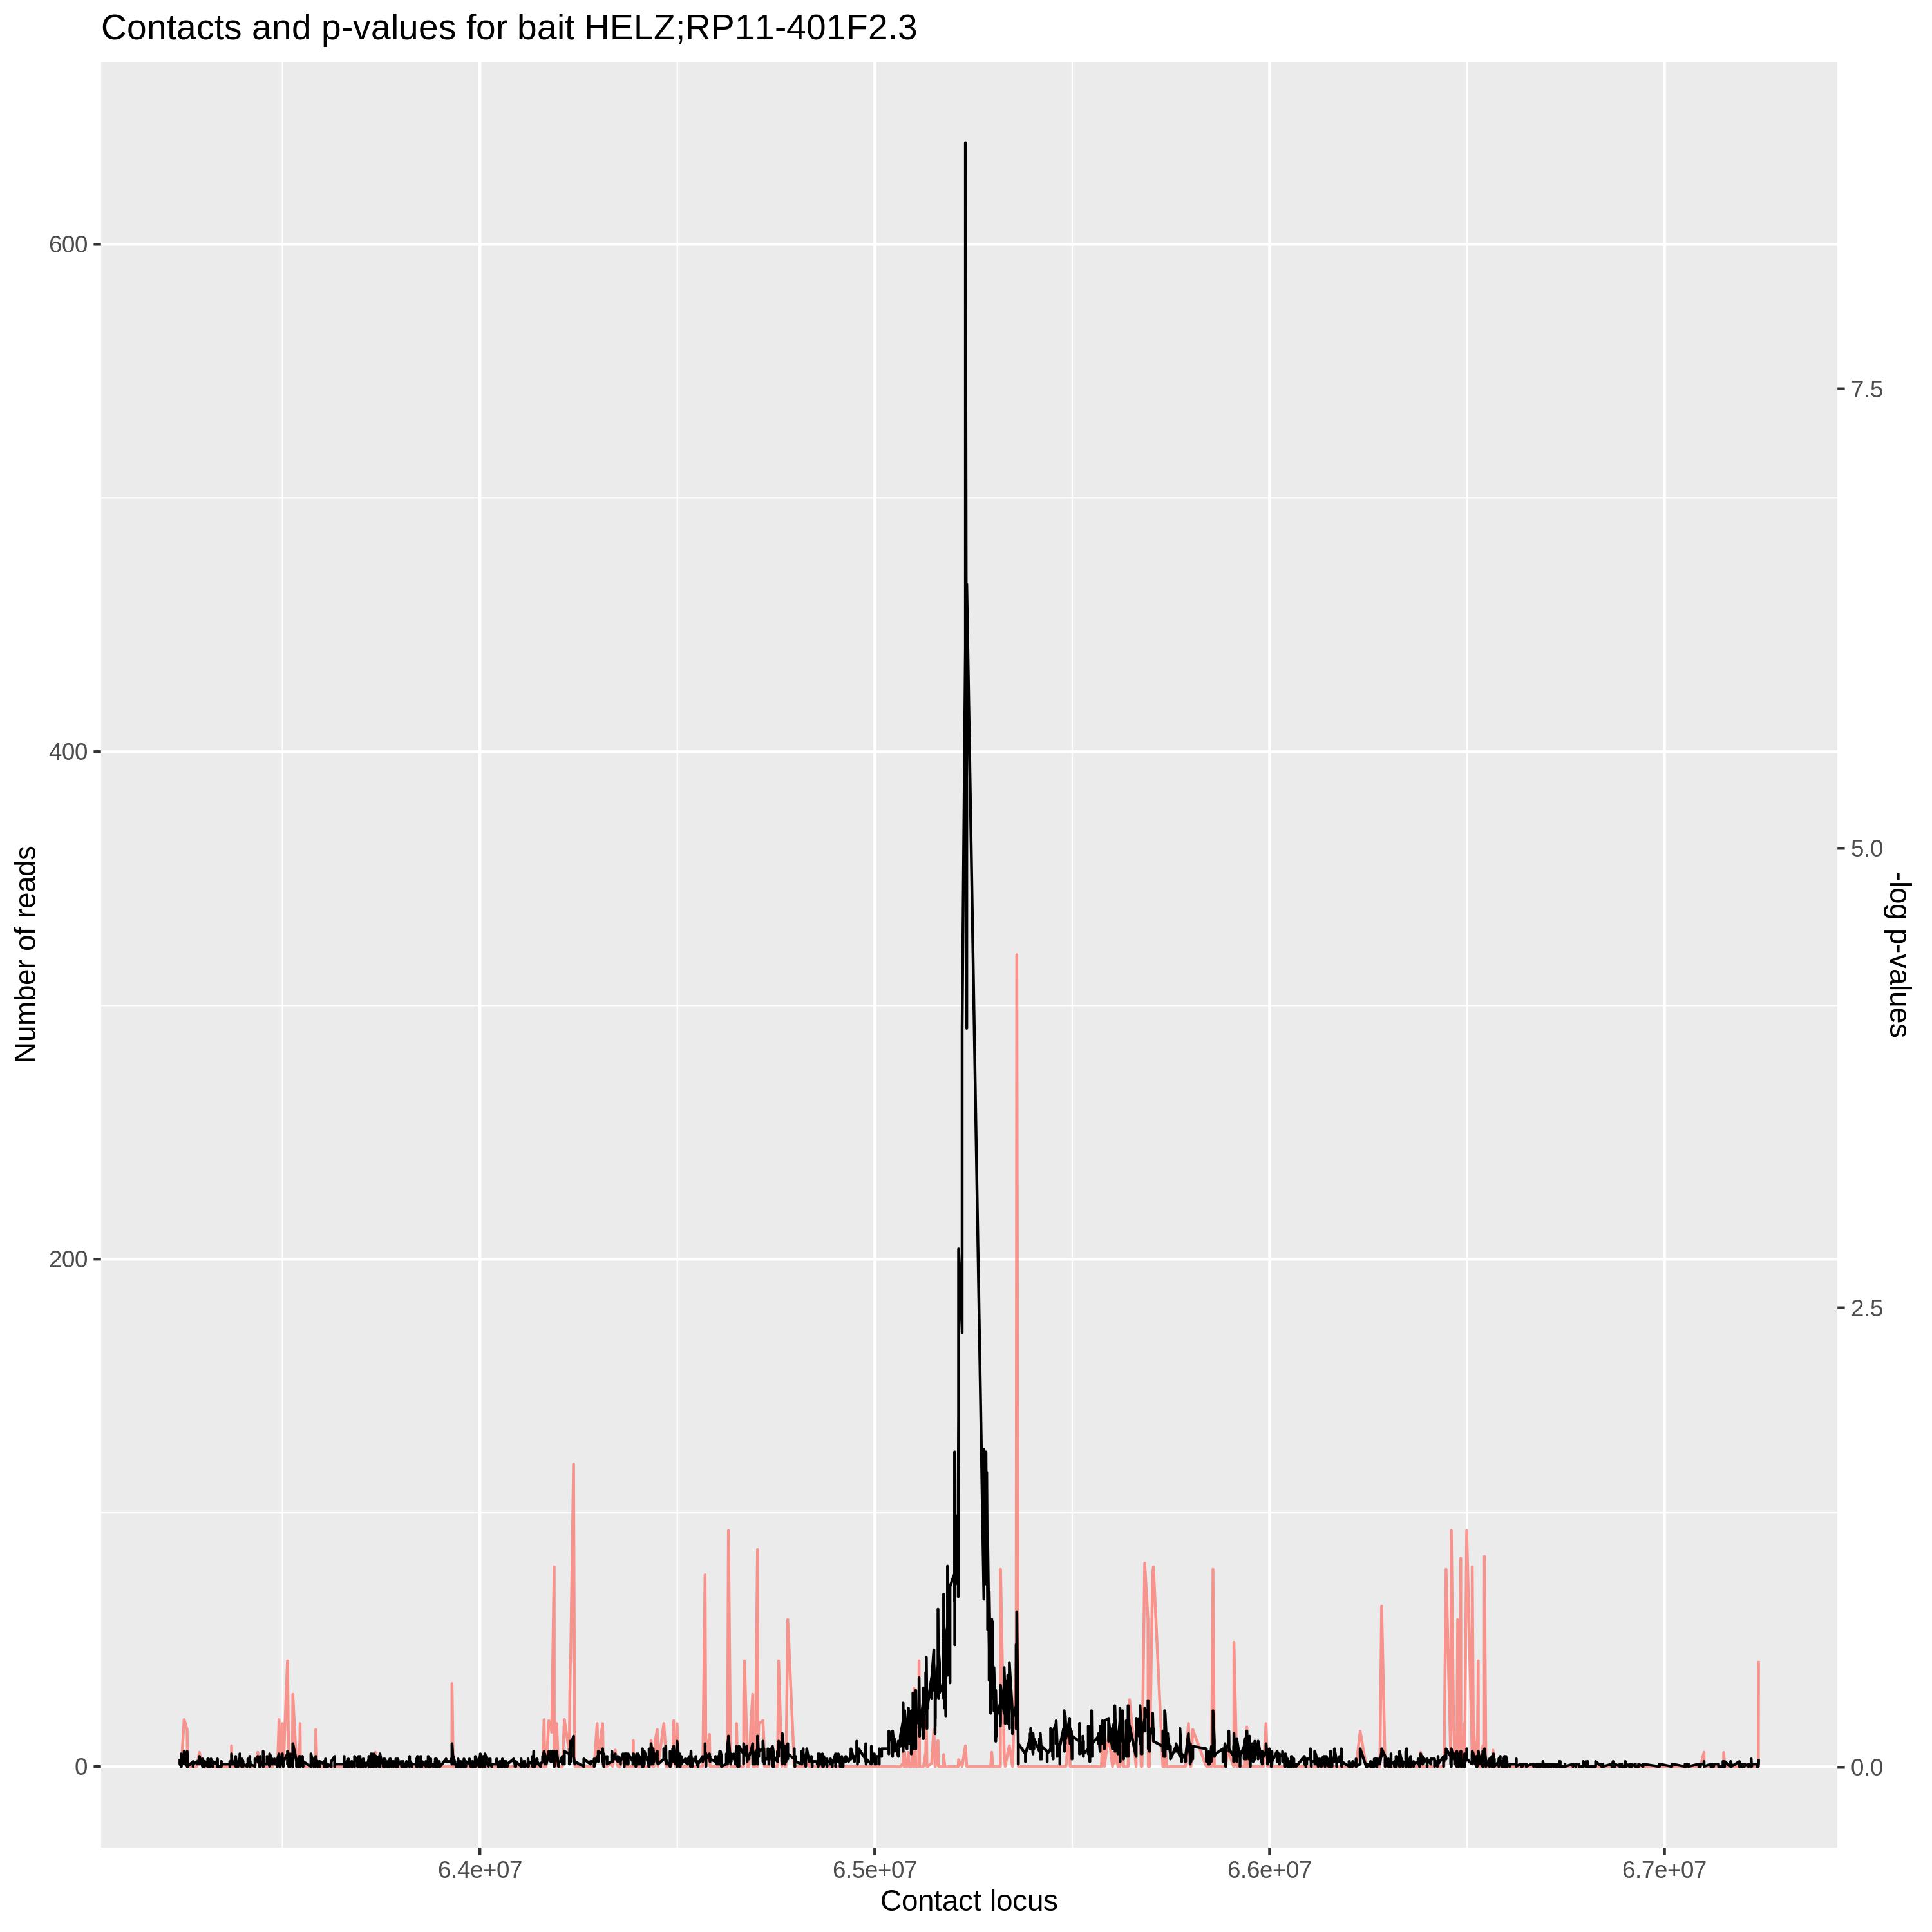 Contacts and p-values for bait HELZ;RP11-401F2.3
600
400
200
0
Number of reads
7.5
5.0
2.5
0.0
-log p-values
6.4e+07
6.5e+07
6.6e+07
6.7e+07
Contact locus